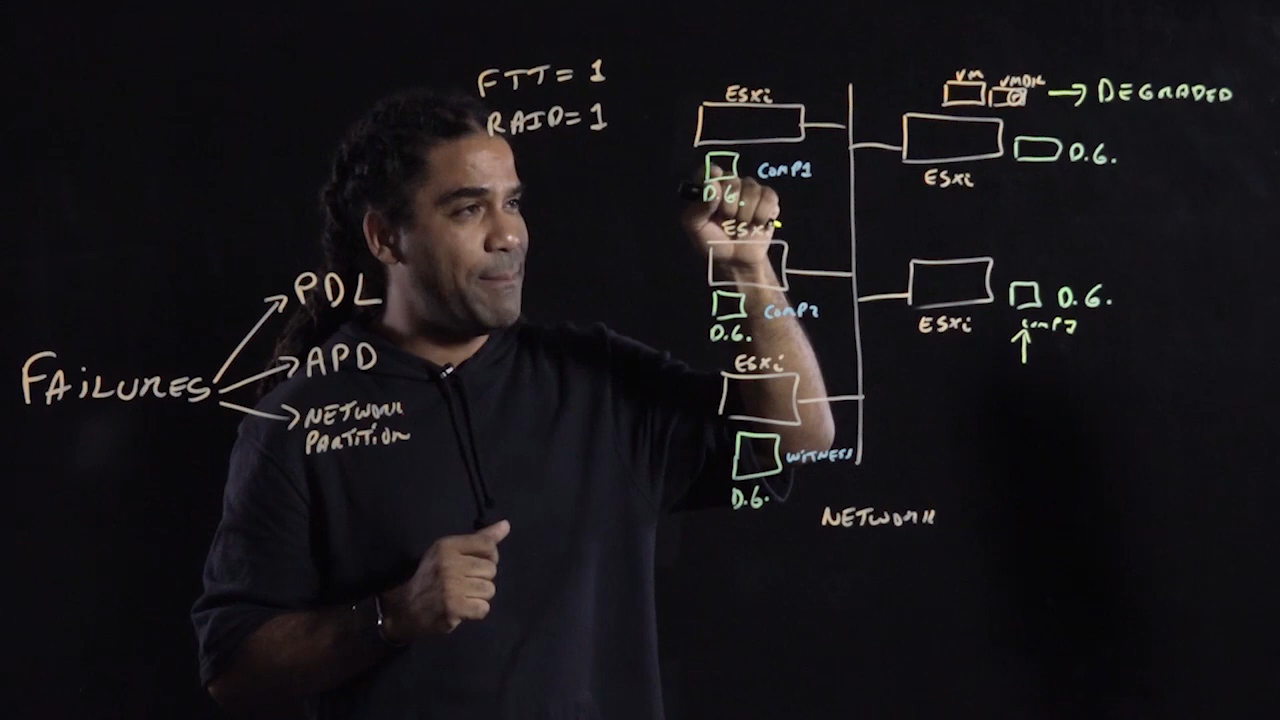 FTT = 1
RAID = 1
FAILURES
PDL
APD
NETWORK
PARTITION
ESXi
COMP1
D.G.
ESXi
COMP2
D.G.
ESXi
WITNESS
D.G.
NETWORK
VM
VMDK
DEGRADED
D.G.
ESXi
D.G.
ESXi